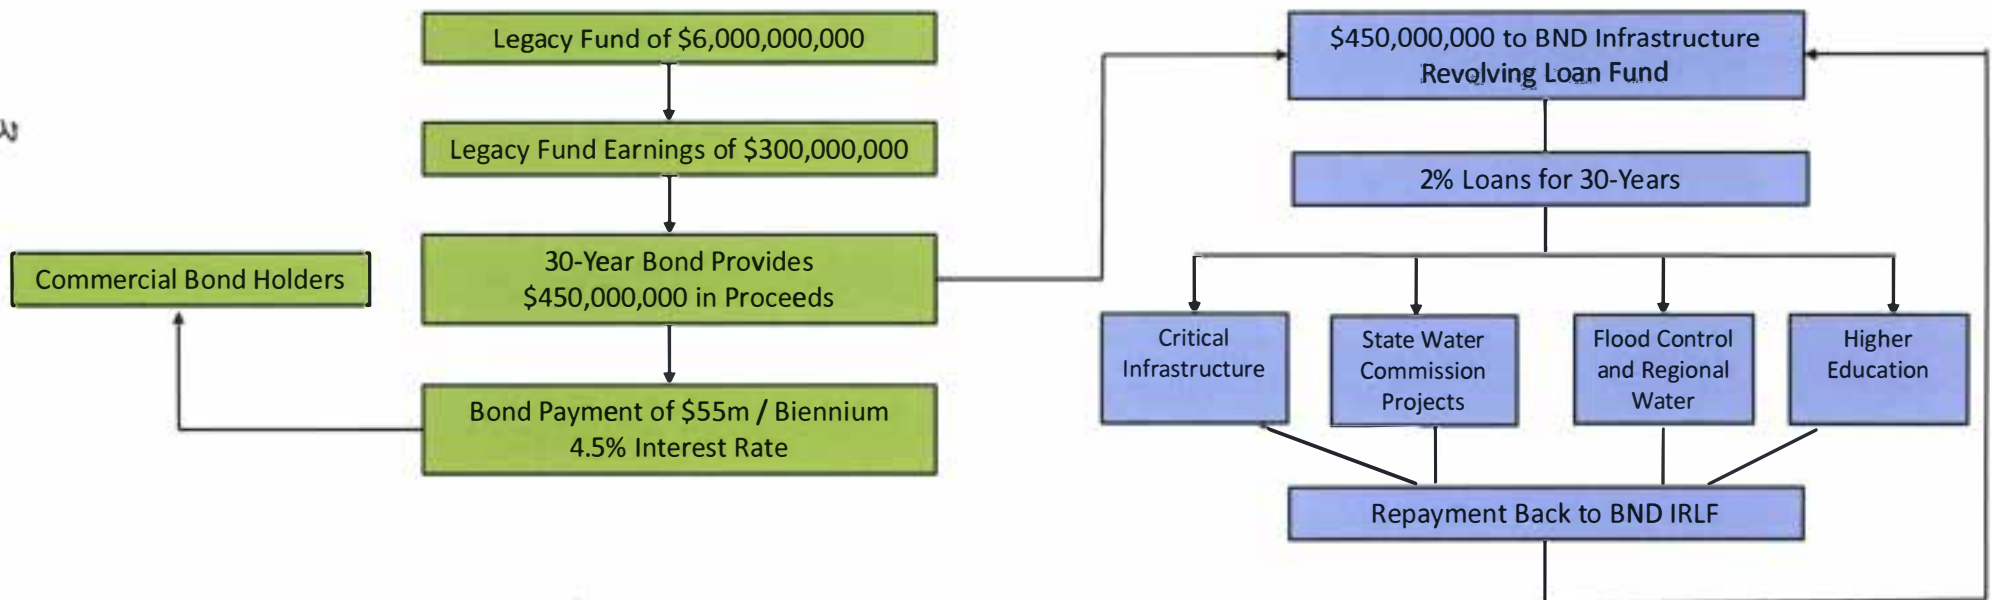 Legacy Fund of $6,000,000,000
Legacy Fund Earnings of $300,000,000
30-Year Bond Provides
$450,000,000 in Proceeds
Commercial Bond Holders
Bond Payment of $55m / Biennium
4.5% Interest Rate
$450,000,000 to BND Infrastructure
Revolving Loan Fund
2% Loans for 30-Years
Critical
Infrastructure
State Water
Commission
Projects
Flood Control
and Regional
Water
Higher
Education
Repayment Back to BND IRLF